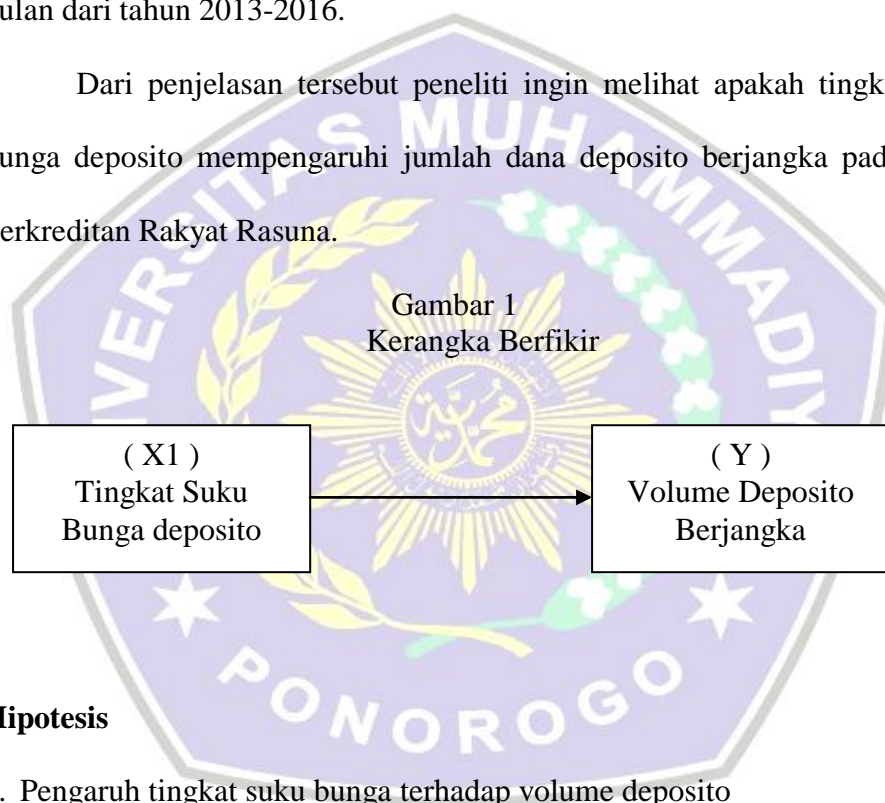 ulan dari tahun 2013-2016.
Dari penjelasan tersebut peneliti ingin melihat apakah tingk
unga deposito mempengaruhi jumlah dana deposito berjangka pad
erkreditan Rakyat Rasuna.
Gambar 1
Kerangka Berfikir
( X1 )
Tingkat Suku
Bunga deposito
( Y )
Volume Deposito
Berjangka
Hipotesis
. Pengaruh tingkat suku bunga terhadap volume deposito
MUHAMMADIY
PONOROGO